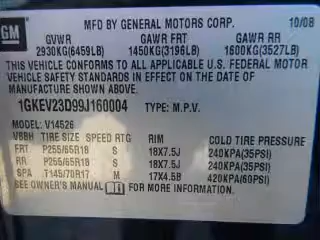 GM
MFD BY GENERAL MOTORS CORP. 10/08
GVWR GAWR FRT GAWR RR
2930KG(6459LB) 1450KG(3196LB) 1600KG(3527LB)
THIS VEHICLE CONFORMS TO ALL APPLICABLE U.S. FEDERAL MOTOR
VEHICLE SAFETY STANDARDS IN EFFECT ON THE DATE OF
MANUFACTURE SHOWN ABOVE.
1GKEV23D99J160004 TYPE: M.P.V.
MODEL: V14526
TIRE SIZE SPEED RTG RIM COLD TIRE PRESSURE
FRT P255/65R18 S 18X7.5J 240KPA(35PSI)
RR P255/65R18 S 18X7.5J 240KPA(35PSI)
SPA T145/70R17 M 17X4.5B 420KPA(60PSI)
SEE OWNER'S MANUAL FOR MORE INFORMATION.